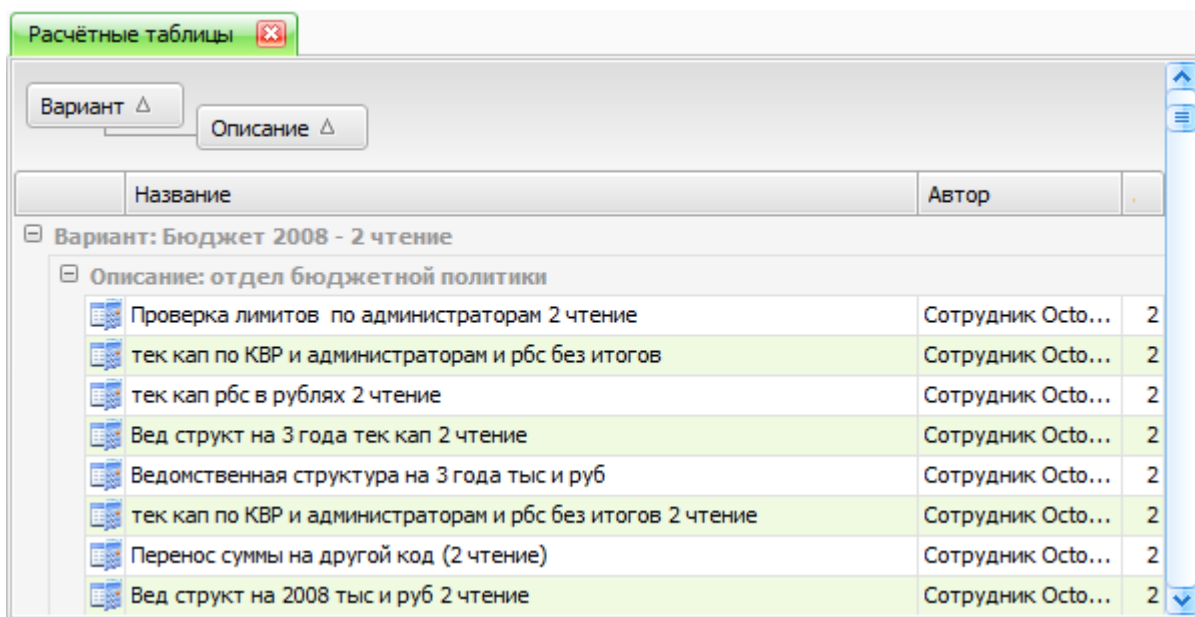 Расчётные таблицы
Вариант
Описание
Название Автор
Вариант: Бюджет 2008 - 2 чтение
Описание: отдел бюджетной политики
Проверка лимитов по администраторам 2 чтение Сотрудник Octo... 2
тек кап по КВР и администраторам и рбс без итогов Сотрудник Octo... 2
тек кап рбс в рублях 2 чтение Сотрудник Octo... 2
Вед структ на 3 года тек кап 2 чтение Сотрудник Octo... 2
Ведомственная структура на 3 года тыс и руб Сотрудник Octo... 2
тек кап по КВР и администраторам и рбс без итогов 2 чтение Сотрудник Octo... 2
Перенос суммы на другой код (2 чтение) Сотрудник Octo... 2
Вед структ на 2008 тыс и руб 2 чтение Сотрудник Octo... 2